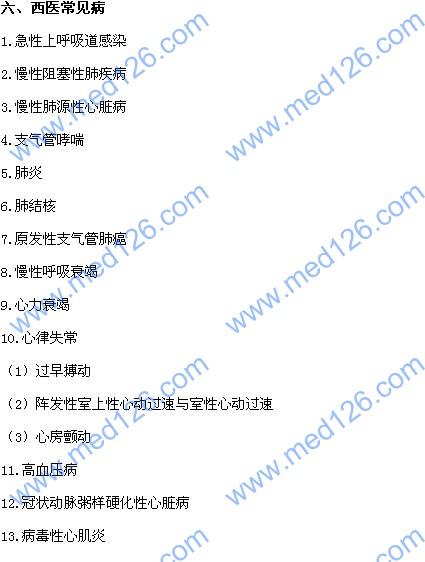 六、西医常见病
1.急性上呼吸道感染
2.慢性阻塞性肺疾病
3.慢性肺源性心脏病
4.支气管哮喘
5.肺炎
6.肺结核
7.原发性支气管肺癌
8.慢性呼吸衰竭
9.心力衰竭
10.心律失常
（1）过早搏动
（2）阵发性室上性心动过速与室性心动过速
（3）心房颤动
11.高血压病
12.冠状动脉粥样硬化性心脏病
13.病毒性心肌炎
www.med126.com
www.med126.com
www.med126.com
www.med126.com
www.med126.com
www.med126.com
www.med126.com
www.med126.com